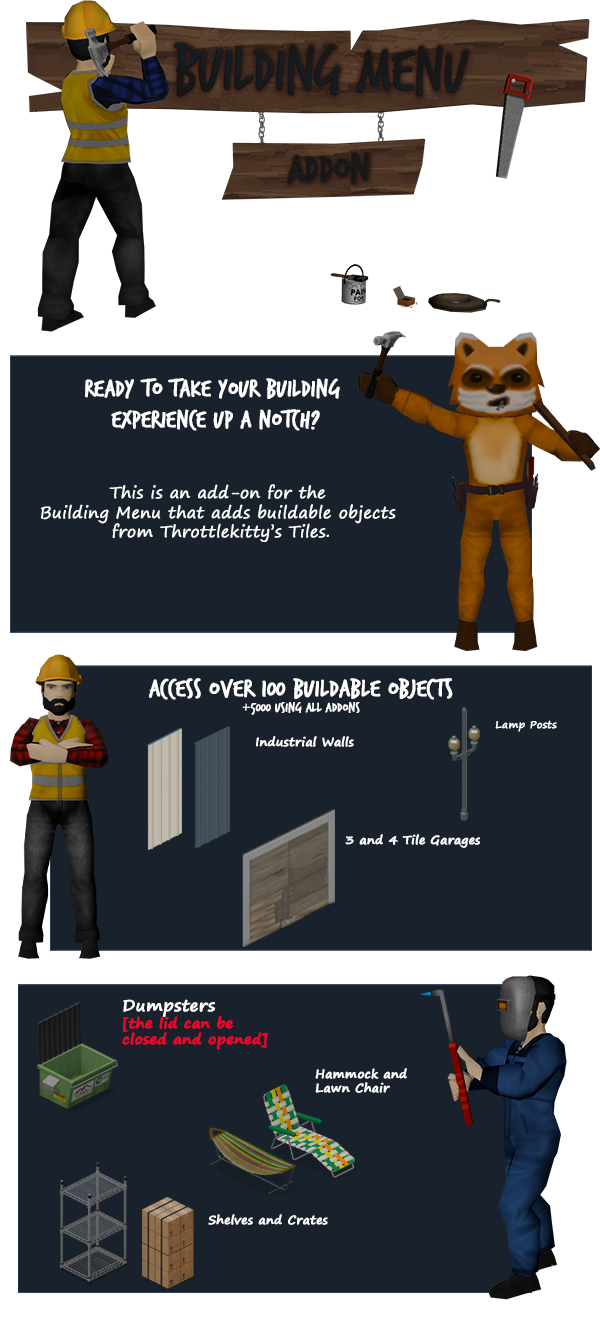 BUILDING MENU
ADDON
PAIN
FOR
READY TO TAKE YOUR BUILDING
EXPERIENCE UP A NOTCH?
This is an add-on for the
Building Menu that adds buildable objects
from Throttlekitty's Tiles.
ACCESS OVER 100 BUILDABLE OBJECTS
+5000 USING ALL ADDONS
Lamp Posts
Industrial Walls
3 and 4 Tile Garages
Dumpsters
[the lid can be
closed and opened]
Hammock and
Lawn Chair
Shelves and Crates